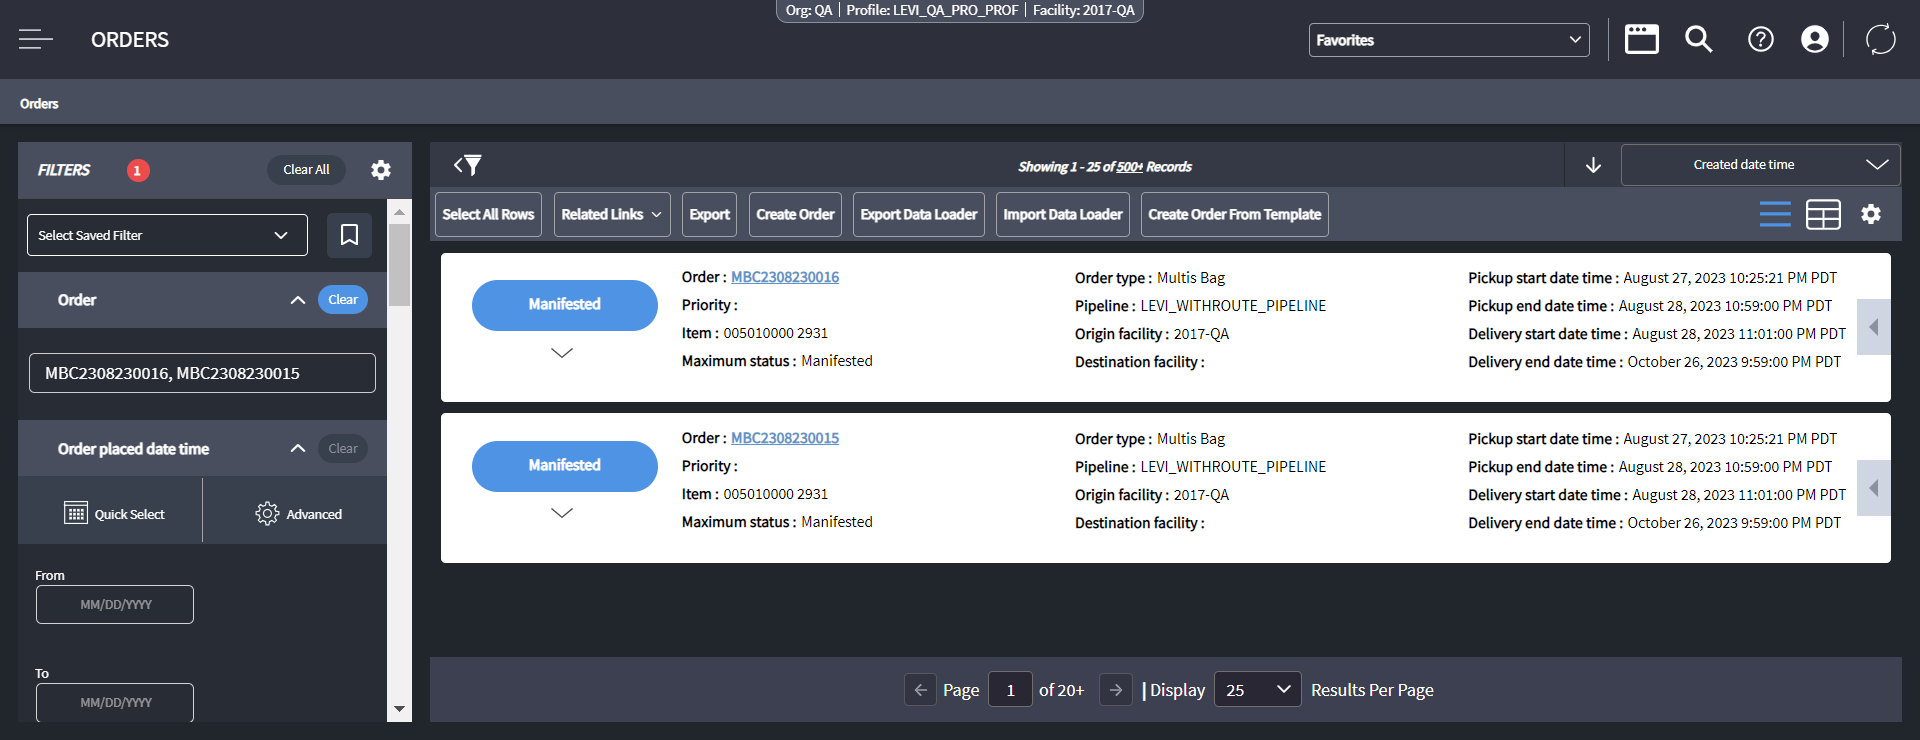 Org: QA | Profile: LEVI_QA_PRO_PROF | Facility: 2017-QA
ORDERS
Favorites
Orders
FILTERS
1
Clear All
Select Saved Filter
Order
Clear
MBC2308230016, MBC2308230015
Order placed date time
Clear
Quick Select
Advanced
From
MM/DD/YYYY
To
MM/DD/YYYY
Showing 1 - 25 of 500+ Records
Created date time
Select All Rows
Related Links
Export
Create Order
Export Data Loader
Import Data Loader
Create Order From Template
Manifested
Order : MBC2308230016
Priority :
Item : 005010000 2931
Maximum status : Manifested
Order type : Multis Bag
Pipeline : LEVI_WITHROUTE_PIPELINE
Origin facility : 2017-QA
Destination facility :
Pickup start date time : August 27, 2023 10:25:21 PM PDT
Pickup end date time : August 28, 2023 10:59:00 PM PDT
Delivery start date time : August 28, 2023 11:01:00 PM PDT
Delivery end date time : October 26, 2023 9:59:00 PM PDT
Manifested
Order : MBC2308230015
Priority :
Item : 005010000 2931
Maximum status : Manifested
Order type : Multis Bag
Pipeline : LEVI_WITHROUTE_PIPELINE
Origin facility : 2017-QA
Destination facility :
Pickup start date time : August 27, 2023 10:25:21 PM PDT
Pickup end date time : August 28, 2023 10:59:00 PM PDT
Delivery start date time : August 28, 2023 11:01:00 PM PDT
Delivery end date time : October 26, 2023 9:59:00 PM PDT
Page 1 of 20+ | Display 25 Results Per Page